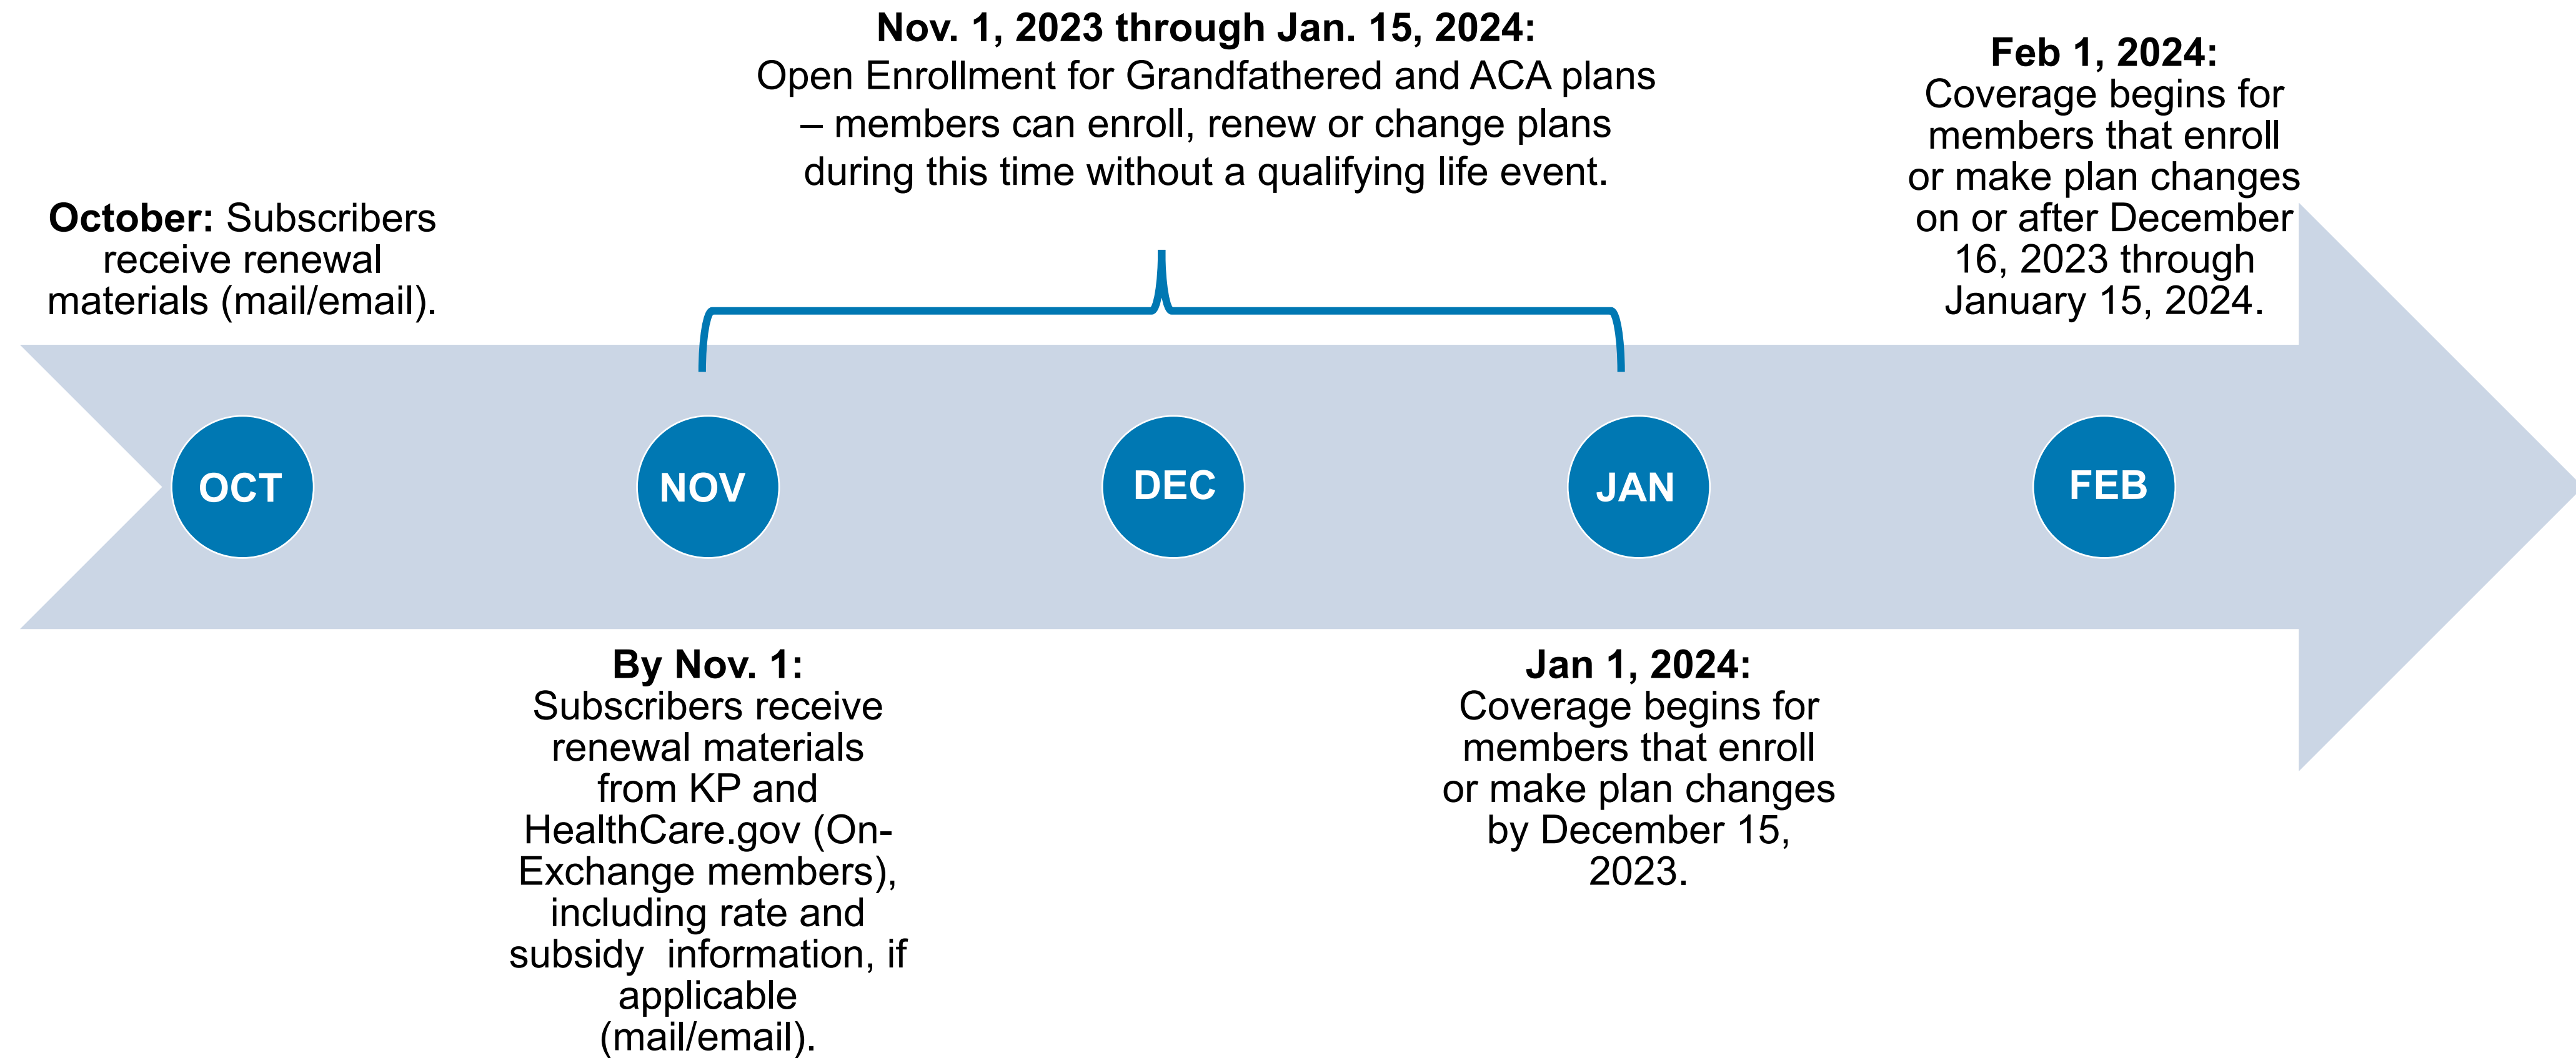 October: Subscribers
receive renewal
materials (mail/email).
Nov. 1, 2023 through Jan. 15, 2024:
Open Enrollment for Grandfathered and ACA plans
– members can enroll, renew or change plans
during this time without a qualifying life event.
Feb 1, 2024:
Coverage begins for
members that enroll
or make plan changes
on or after December
16, 2023 through
January 15, 2024.
OCT
NOV
DEC
JAN
FEB
By Nov. 1:
Subscribers receive
renewal materials
from KP and
HealthCare.gov (On-
Exchange members),
including rate and
subsidy  information, if
applicable
(mail/email).
Jan 1, 2024:
Coverage begins for
members that enroll
or make plan changes
by December 15,
2023.